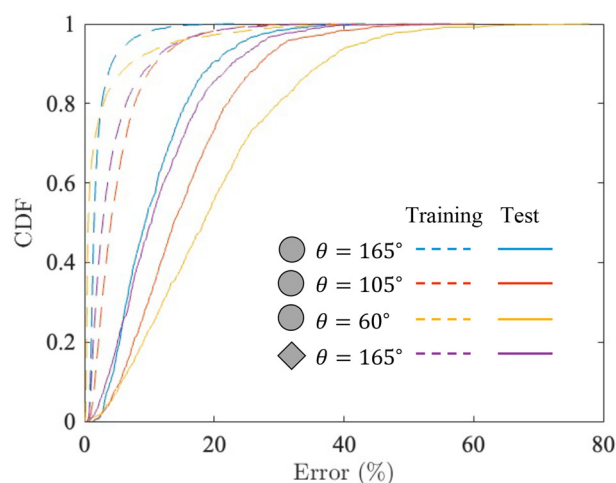 1
0.8
0.6
0.4
0.2
0
CDF
Training Test
θ = 165°
θ = 105°
θ = 60°
θ = 165°
0 20 40 60 80
Error (%)